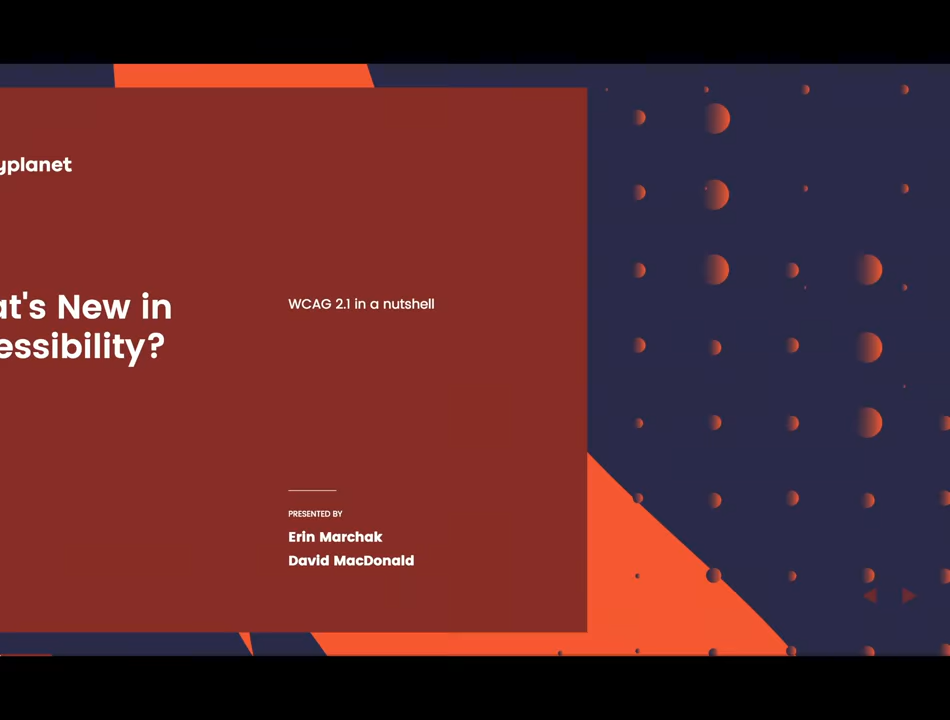 yplanet
at's New in
essibility?
WCAG 2.1 in a nutshell
PRESENTED BY
Erin Marchak
David MacDonald